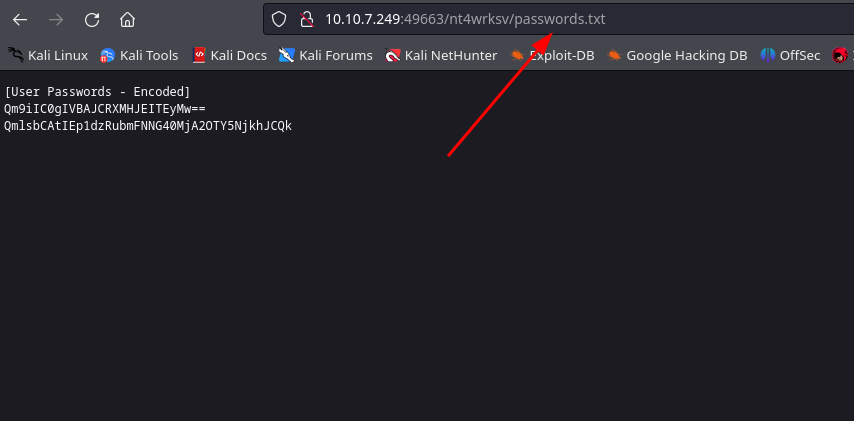 10.10.7.249:49663/nt4wrksv/passwords.txt
Kali Linux Kali Tools Kali Docs Kali Forums Kali NetHunter Exploit-DB Google Hacking DB OffSec
[User Passwords - Encoded]
Qm9iIC0gIVBAJCRXMHJEITEyMw==
QmlsbCAtIEp1dzRubmFNNG40MjA2OTY5NjkhJCQk